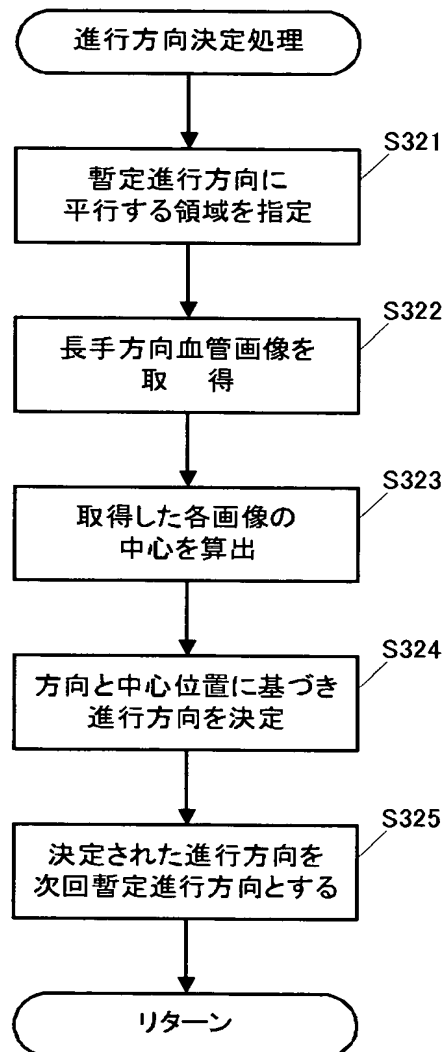 進行方向決定処理
S321
暫定進行方向に
平行する領域を指定
S322
長手方向血管画像を
取 得
S323
取得した各画像の
中心を算出
S324
方向と中心位置に基づき
進行方向を決定
S325
決定された進行方向を
次回暫定進行方向とする
リターン